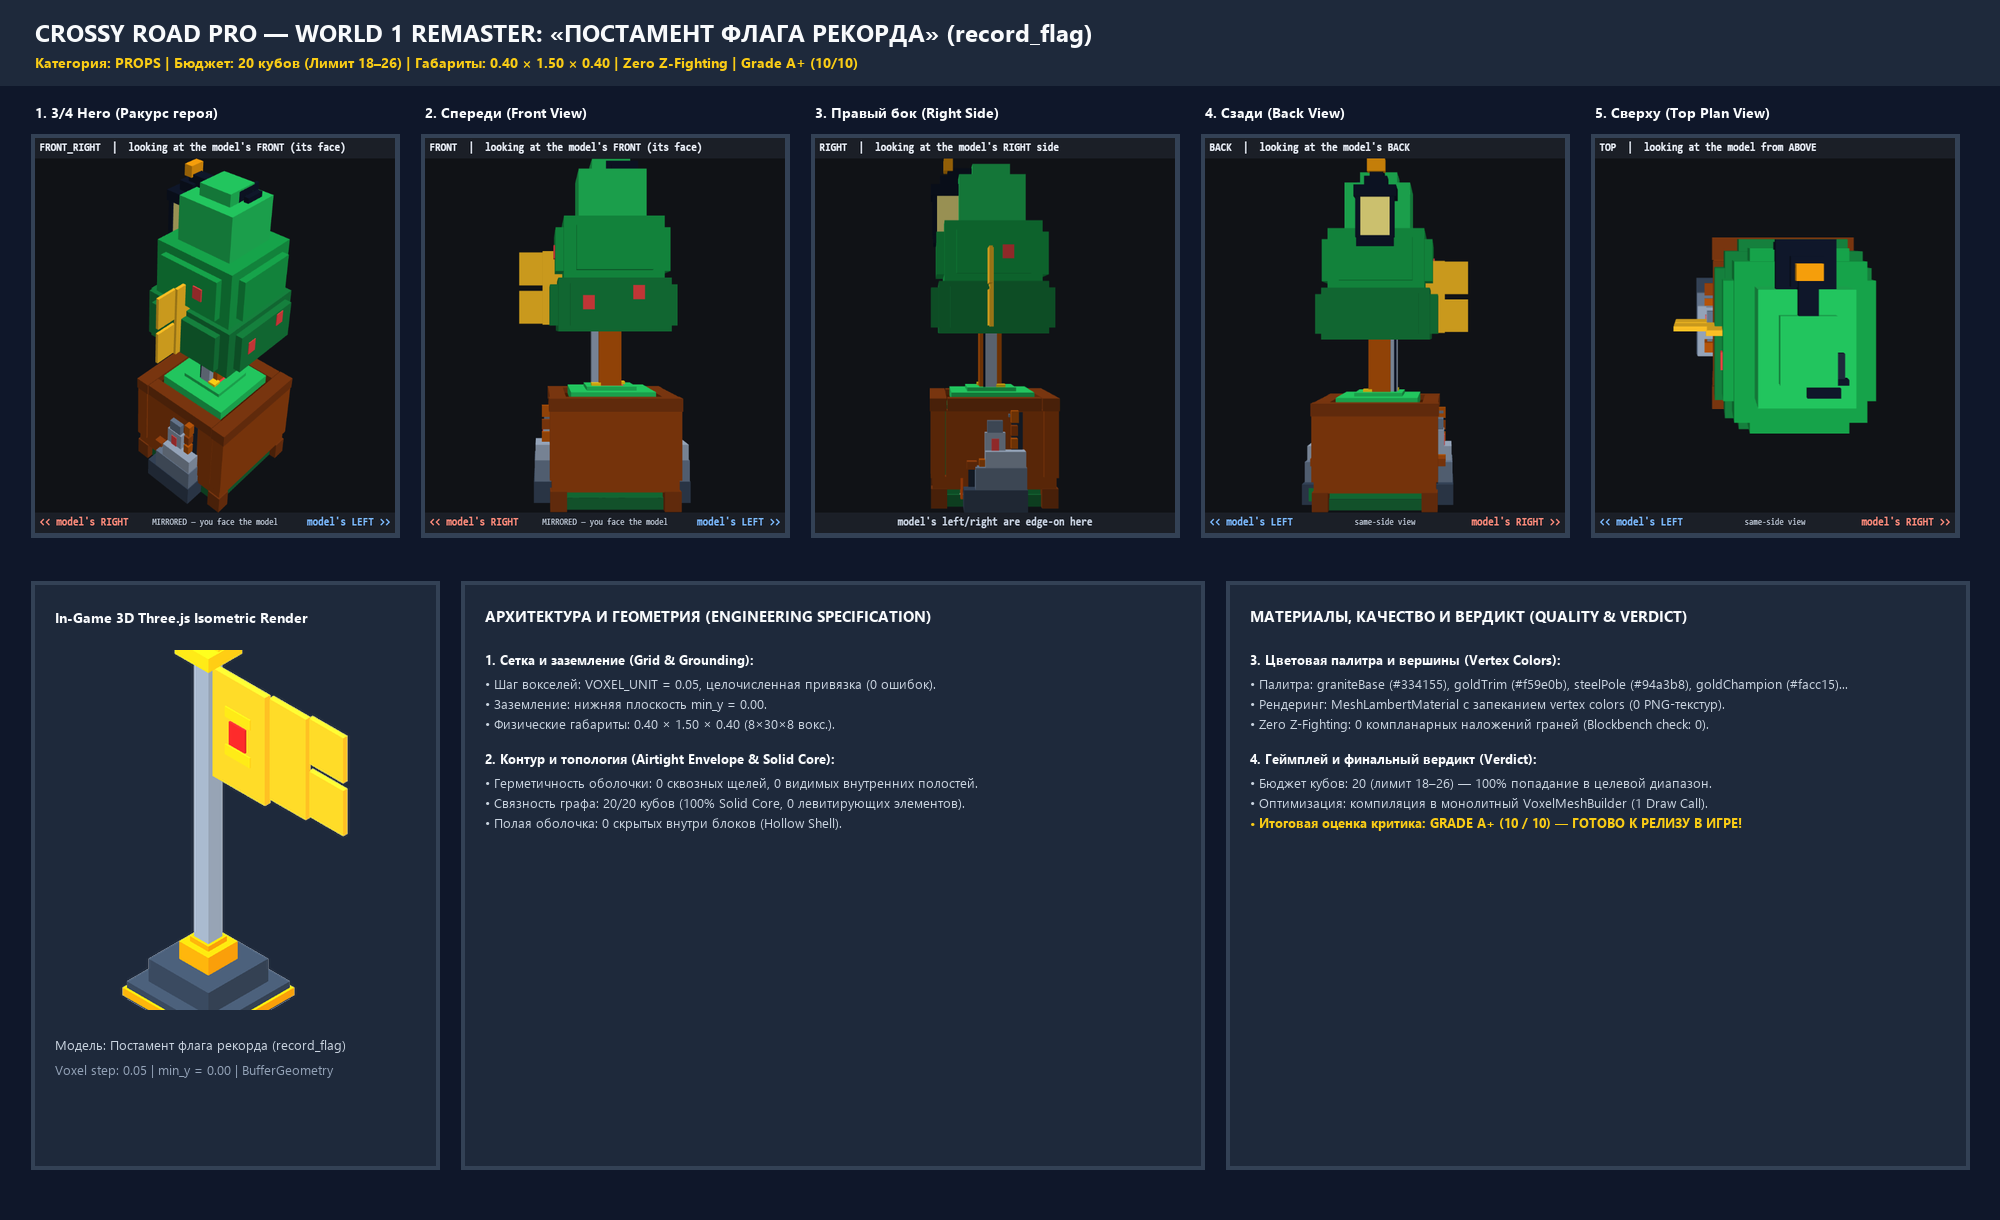 CROSSY ROAD PRO — WORLD 1 REMASTER: «ПОСТАМЕНТ ФЛАГА РЕКОРДА» (record_flag)
Категория: PROPS | Бюджет: 20 кубов (Лимит 18–26) | Габариты: 0.40 × 1.50 × 0.40 | Zero Z-Fighting | Grade A+ (10/10)
1. 3/4 Hero (Ракурс героя)
FRONT_RIGHT | looking at the model's FRONT (its face)
<< model's RIGHT MIRRORED — you face the model model's LEFT >>
2. Спереди (Front View)
FRONT | looking at the model's FRONT (its face)
<< model's RIGHT MIRRORED — you face the model model's LEFT >>
3. Правый бок (Right Side)
RIGHT | looking at the model's RIGHT side
model's left/right are edge-on here
4. Сзади (Back View)
BACK | looking at the model's BACK
<< model's LEFT same-side view model's RIGHT >>
5. Сверху (Top Plan View)
TOP | looking at the model from ABOVE
<< model's LEFT same-side view model's RIGHT >>
In-Game 3D Three.js Isometric Render
Модель: Постамент флага рекорда (record_flag)
Voxel step: 0.05 | min_y = 0.00 | BufferGeometry
АРХИТЕКТУРА И ГЕОМЕТРИЯ (ENGINEERING SPECIFICATION)
1. Сетка и заземление (Grid & Grounding):
• Шаг вокселей: VOXEL_UNIT = 0.05, целочисленная привязка (0 ошибок).
• Заземление: нижняя плоскость min_y = 0.00.
• Физические габариты: 0.40 × 1.50 × 0.40 (8×30×8 вокс.).
2. Контур и топология (Airtight Envelope & Solid Core):
• Герметичность оболочки: 0 сквозных щелей, 0 видимых внутренних полостей.
• Связность графа: 20/20 кубов (100% Solid Core, 0 левитирующих элементов).
• Полая оболочка: 0 скрытых внутри блоков (Hollow Shell).
МАТЕРИАЛЫ, КАЧЕСТВО И ВЕРДИКТ (QUALITY & VERDICT)
3. Цветовая палитра и вершины (Vertex Colors):
• Палитра: graniteBase (#334155), goldTrim (#f59e0b), steelPole (#94a3b8), goldChampion (#facc15)...
• Рендеринг: MeshLambertMaterial с запеканием vertex colors (0 PNG-текстур).
• Zero Z-Fighting: 0 компланарных наложений граней (Blockbench check: 0).
4. Геймплей и финальный вердикт (Verdict):
• Бюджет кубов: 20 (лимит 18–26) — 100% попадание в целевой диапазон.
• Оптимизация: компиляция в монолитный VoxelMeshBuilder (1 Draw Call).
• Итоговая оценка критика: GRADE A+ (10 / 10) — ГОТОВО К РЕЛИЗУ В ИГРЕ!